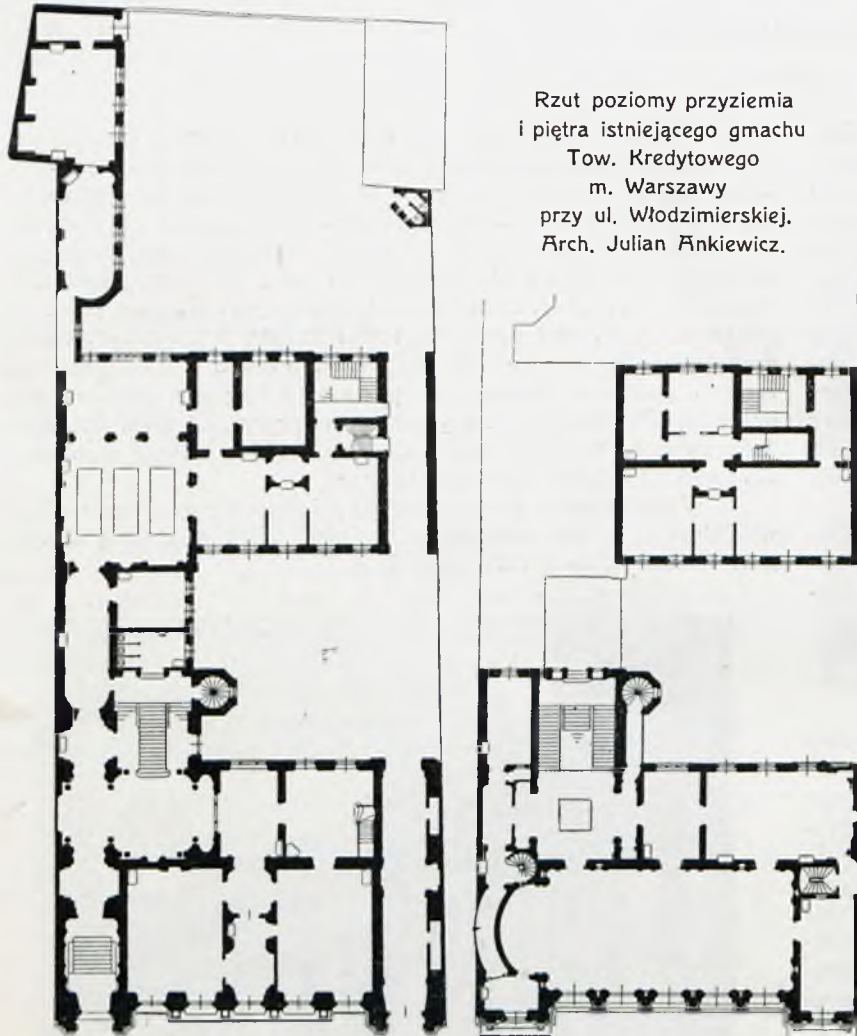 Rzut poziomy przyziemia
i piętra istniejącego gmachu
Tow. Kredytowego
m. Warszawy
przy ul. Włodzimierskiej.
Arch. Julian Ankiewicz.